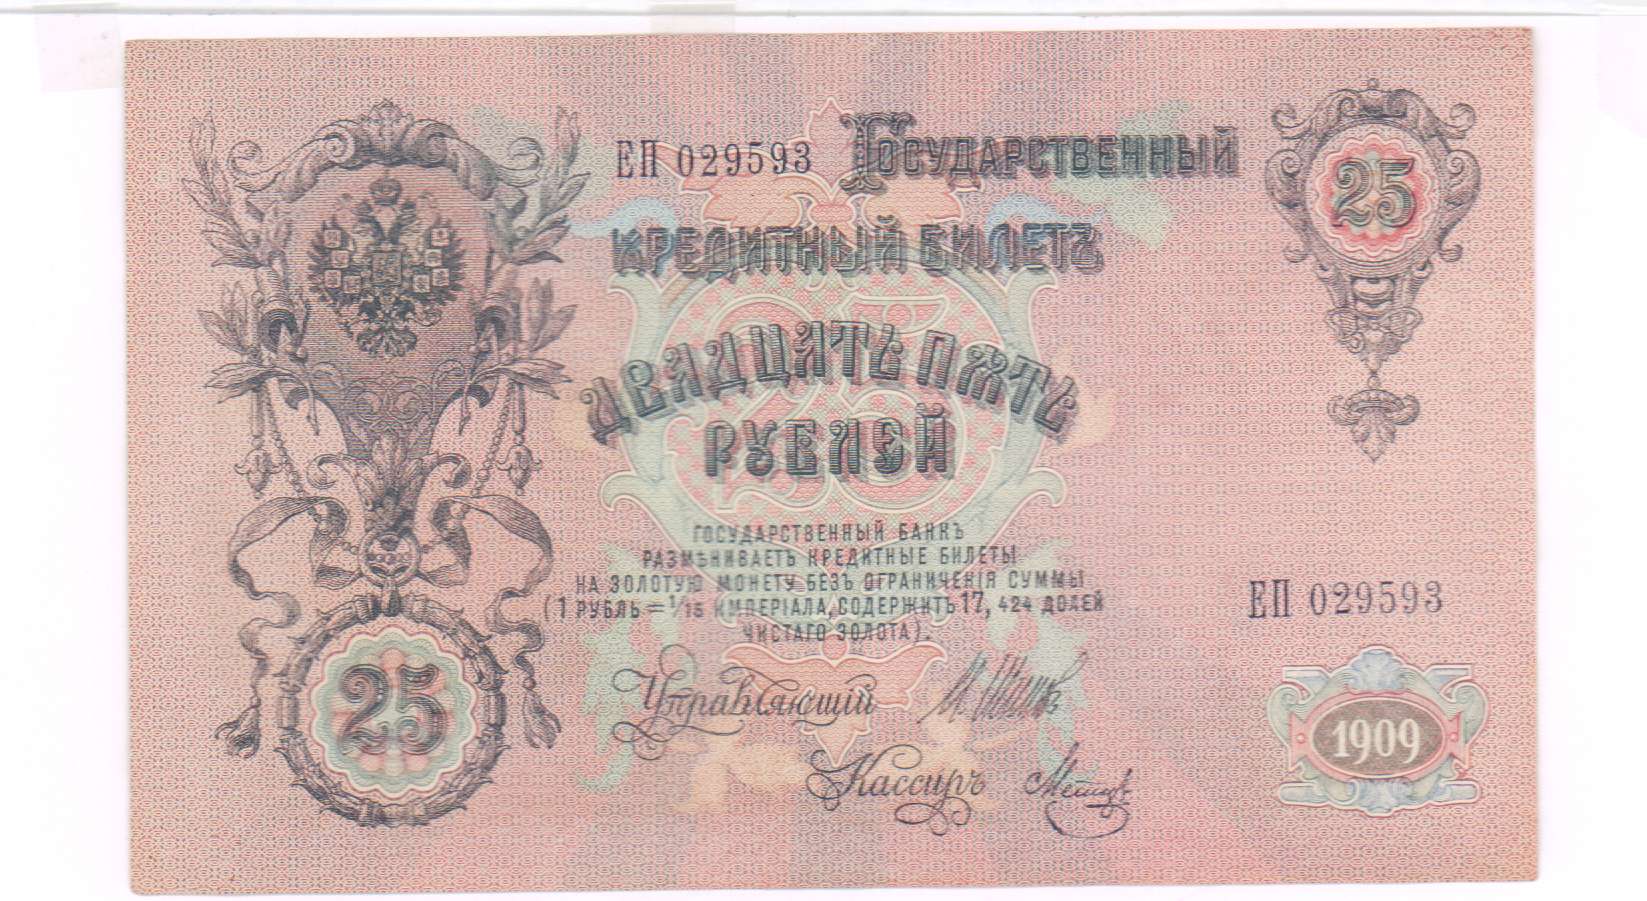 ЕП 029593 ГОСУДАРСТВЕННЫЙ
КРЕДИТНЫЙ БИЛЕТЪ
25
ДВАДЦАТЬ ПЯТЬ
РУБЛЕЙ
25
ГОСУДАРСТВЕННЫЙ БАНКЪ
РАЗМѢНИВАЕТЪ КРЕДИТНЫЕ БИЛЕТЫ
НА ЗОЛОТУЮ МОНЕТУ БЕЗЪ ОГРАНИЧЕНІЯ СУММЫ
(1 РУБЛЬ = 1/15 ИМПЕРІАЛА, СОДЕРЖИТЪ 17, 424 ДОЛЕЙ
ЧИСТАГО ЗОЛОТА).
ЕП 029593
25
Управляющій
Кассиръ
1909